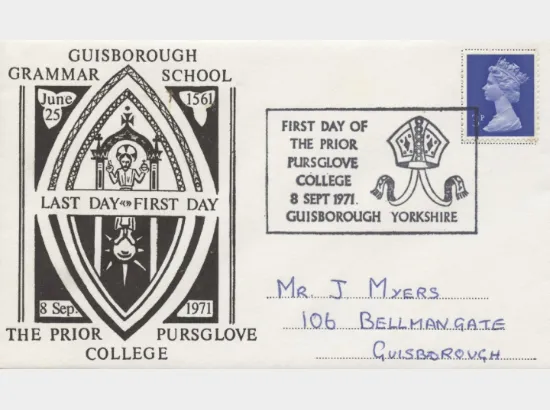 GUISBOROUGH
GRAMMAR SCHOOL
June 25 1561
LAST DAY FIRST DAY
8 Sep. 1971
THE PRIOR PURSGLOVE
COLLEGE
FIRST DAY OF
THE PRIOR
PURSGLOVE
COLLEGE
8 SEPT 1971.
GUISBOROUGH YORKSHIRE
MR. J MYERS
106 BELLMANGATE
GUISBOROUGH